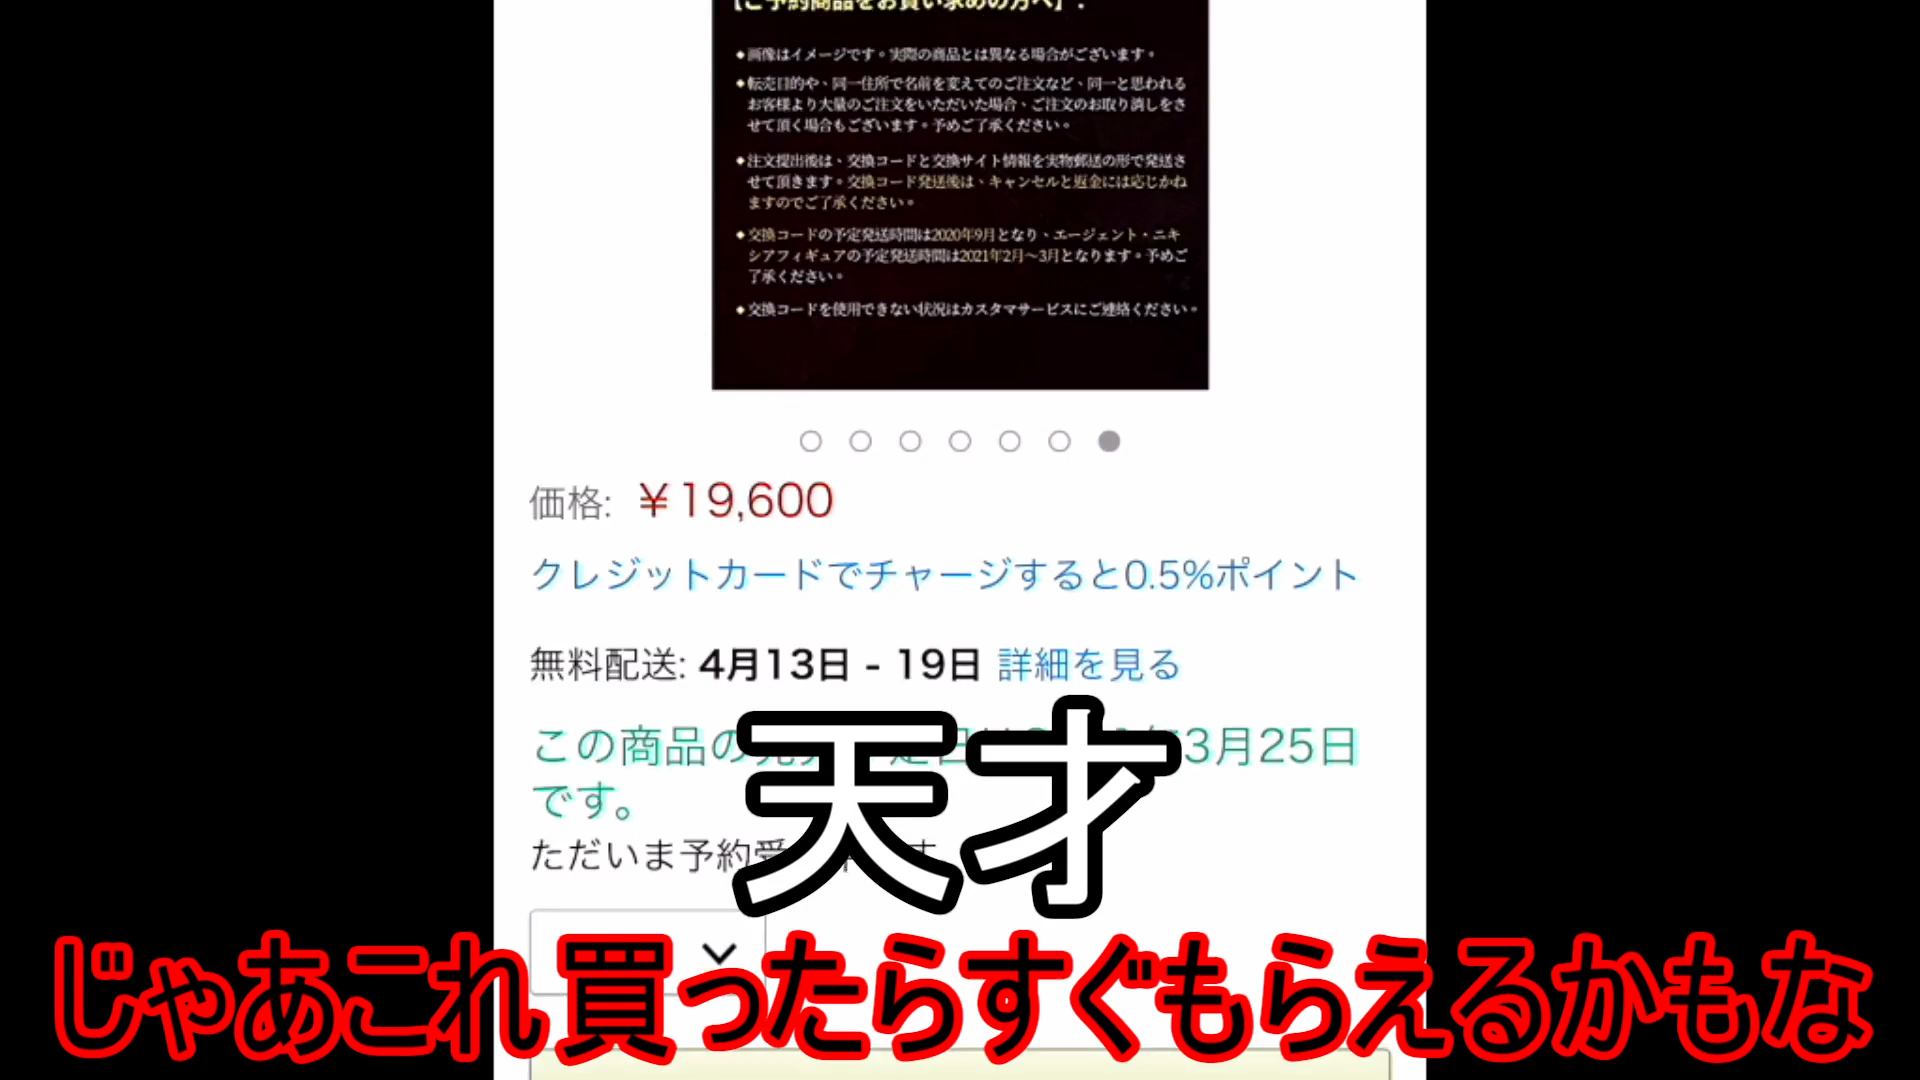 【ご予約商品をお買い求めの方へ】:
◆画像はイメージです。実際の商品とは異なる場合がございます。
◆転売目的や、同一住所で名前を変えてのご注文など、同一と思われる
お客様より大量のご注文をいただいた場合、ご注文のお取り消しをさ
せて頂く場合もございます。予めご了承ください。
◆注文提出後は、交換コードと交換サイト情報を実物郵送の形で発送さ
せて頂きます。交換コード発送後は、キャンセルと返金には応じかね
ますのでご了承ください。
◆交換コードの予定発送時間は2020年9月となり、エージェント・ニキ
シアフィギュアの予定発送時間は2021年2月〜3月となります。予めご
了承ください。
◆交換コードを使用できない状況はカスタマサービスにご連絡ください。
価格: ￥19,600
クレジットカードでチャージすると0.5%ポイント
無料配送: 4月13日 - 19日 詳細を見る
この商品の 3月25日
です。
天才
ただいま予約受 す
じゃあこれ買ったらすぐもらえるかもな